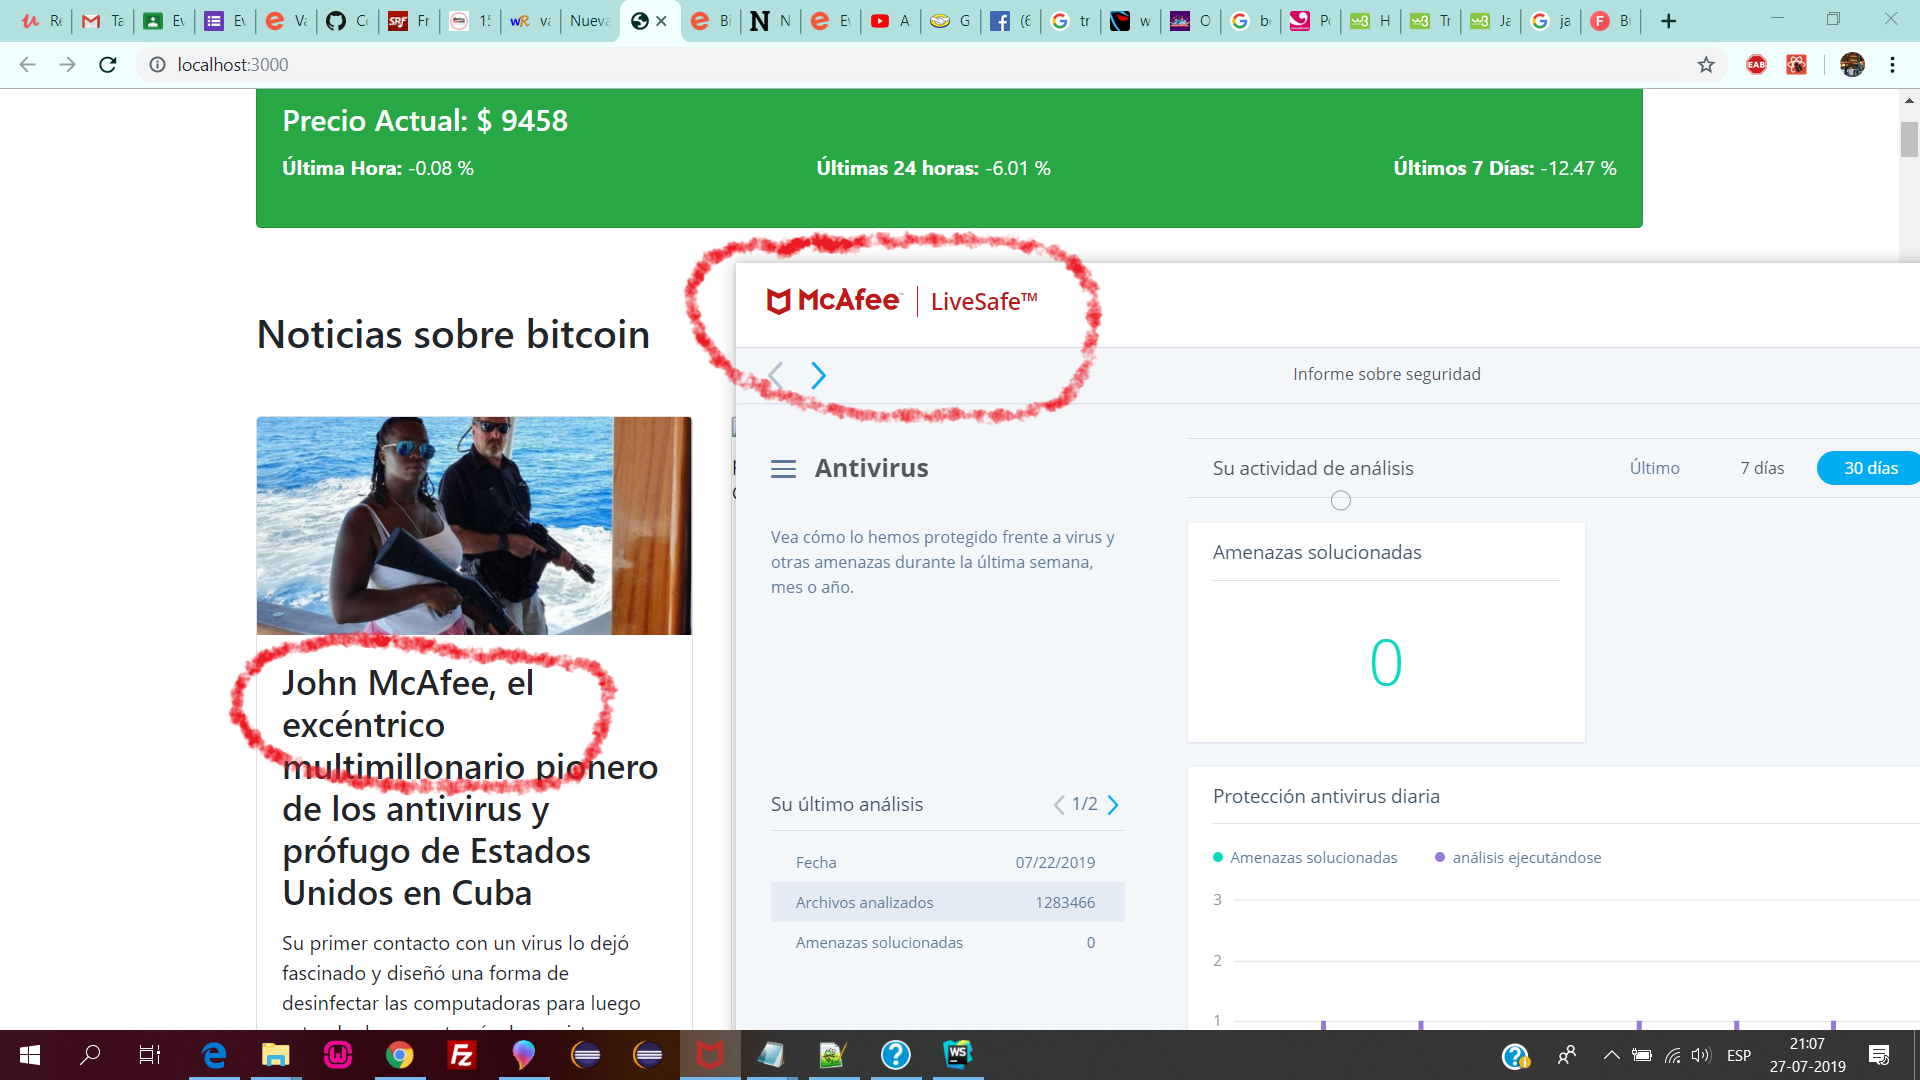 Re
Ta
Ev
Ev
Va
Fr
15
va
Nueva
Bi
N
Ev
A
G
(6
tr
w
O
Po
H
Tr
Ja
ja
localhost:3000
EAB
Precio Actual: $ 9458
Última Hora: -0.08 % Últimas 24 horas: -6.01 % Últimos 7 Días: -12.47 %
Noticias sobre bitcoin
McAfee™ | LiveSafe™
Informe sobre seguridad
Antivirus
Su actividad de análisis Último 7 días 30 días
Vea cómo lo hemos protegido frente a virus y
otras amenazas durante la última semana,
mes o año.
Amenazas solucionadas
0
John McAfee, el
excéntrico
multimillonario pionero
de los antivirus y
prófugo de Estados
Unidos en Cuba
Su primer contacto con un virus lo dejó
fascinado y diseñó una forma de
desinfectar las computadoras para luego
Su último análisis 1/2
Fecha 07/22/2019
Archivos analizados 1283466
Amenazas solucionadas 0
Protección antivirus diaria
Amenazas solucionadas análisis ejecutándose
3
2
1
ESP
21:07
27-07-2019